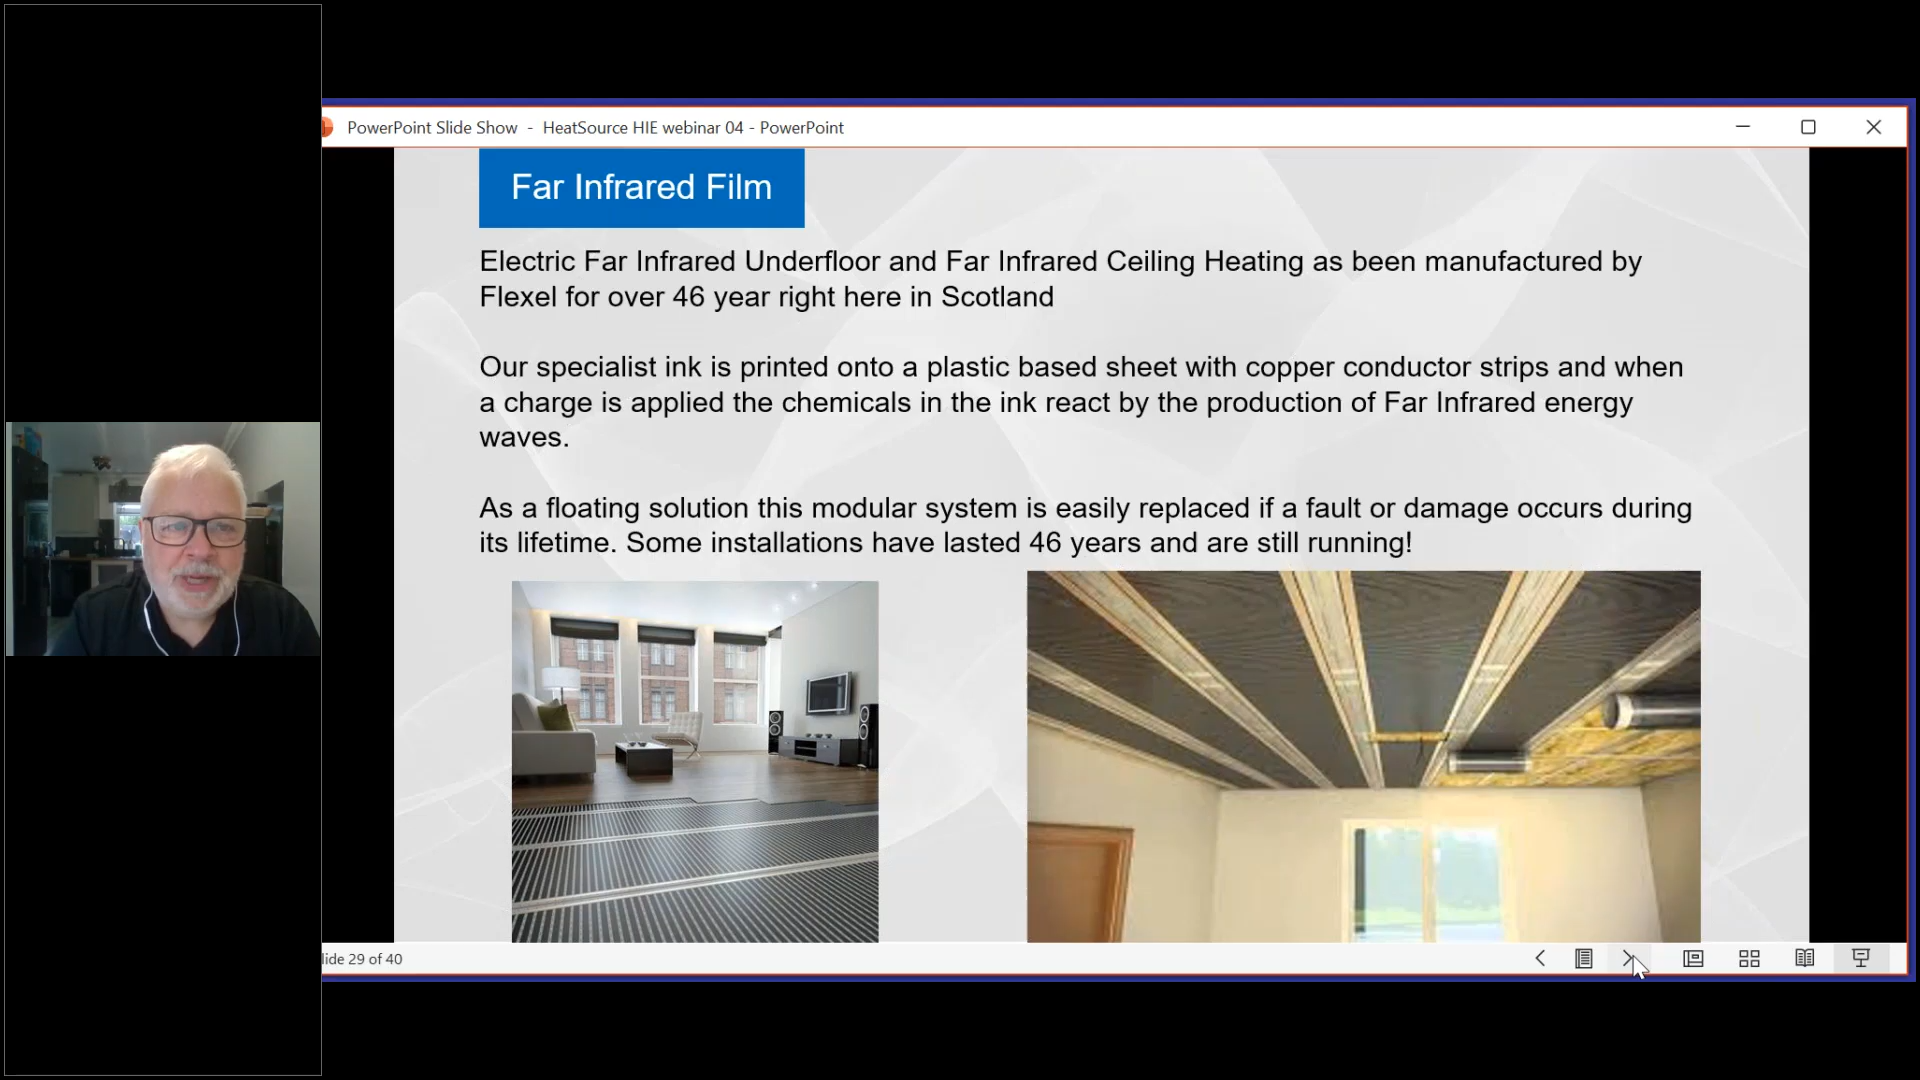 PowerPoint Slide Show - HeatSource HIE webinar 04 - PowerPoint
Far Infrared Film
Electric Far Infrared Underfloor and Far Infrared Ceiling Heating as been manufactured by
Flexel for over 46 year right here in Scotland
Our specialist ink is printed onto a plastic based sheet with copper conductor strips and when
a charge is applied the chemicals in the ink react by the production of Far Infrared energy
waves.
As a floating solution this modular system is easily replaced if a fault or damage occurs during
its lifetime. Some installations have lasted 46 years and are still running!
lide 29 of 40